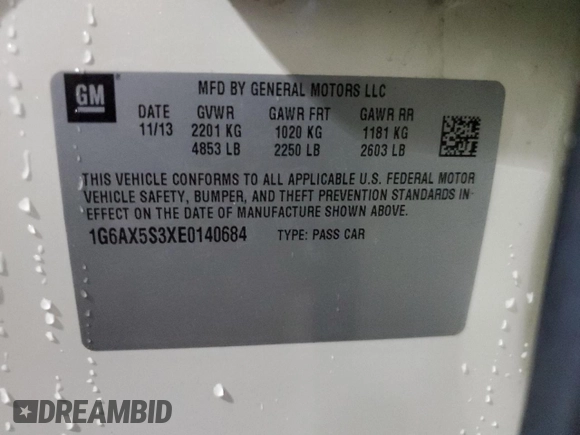 GM
MFD BY GENERAL MOTORS LLC
DATE GVWR GAWR FRT GAWR RR
11/13 2201 KG 1020 KG 1181 KG
4853 LB 2250 LB 2603 LB
THIS VEHICLE CONFORMS TO ALL APPLICABLE U.S. FEDERAL MOTOR
VEHICLE SAFETY, BUMPER, AND THEFT PREVENTION STANDARDS IN
EFFECT ON THE DATE OF MANUFACTURE SHOWN ABOVE.
1G6AX5S3XE0140684 TYPE: PASS CAR
DREAMBID